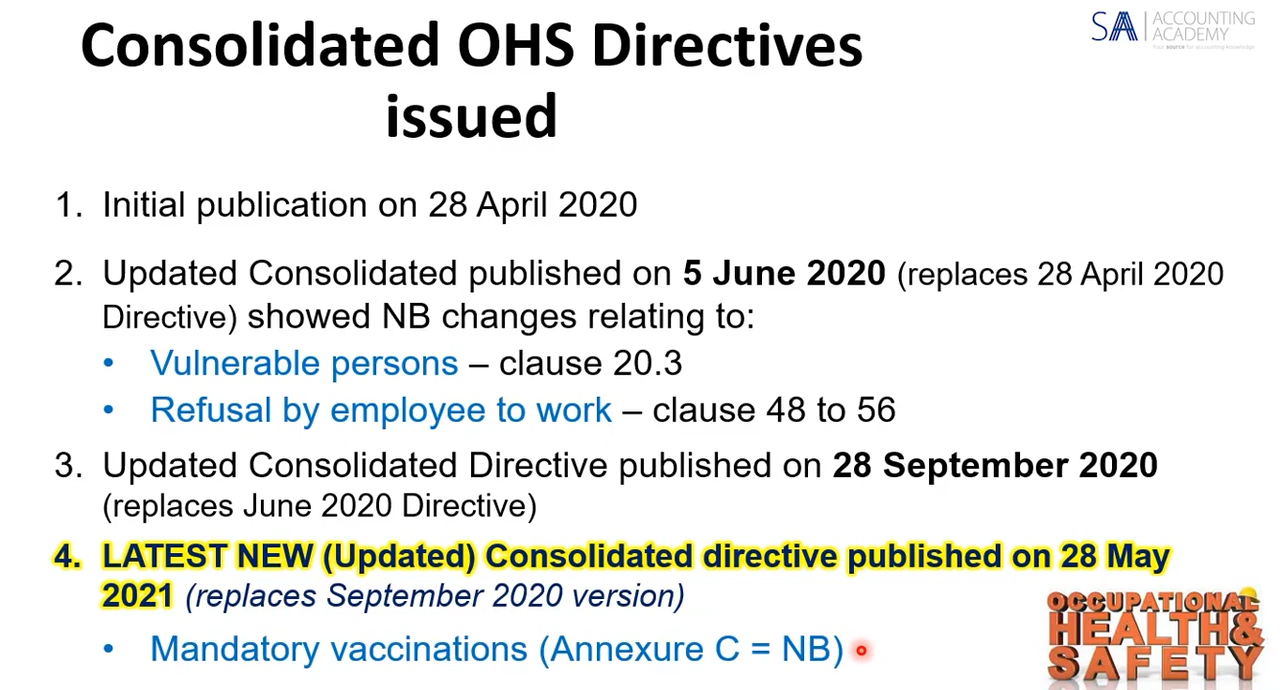 Consolidated OHS Directives
issued
SAA ACCOUNTING
ACADEMY
Your source for accounting knowledge
1. Initial publication on 28 April 2020
2. Updated Consolidated published on 5 June 2020 (replaces 28 April 2020
Directive) showed NB changes relating to:
• Vulnerable persons – clause 20.3
• Refusal by employee to work – clause 48 to 56
3. Updated Consolidated Directive published on 28 September 2020
(replaces June 2020 Directive)
4. LATEST NEW (Updated) Consolidated directive published on 28 May
2021 (replaces September 2020 version)
• Mandatory vaccinations (Annexure C = NB)
OCCUPATIONAL
HEALTH&
SAFETY